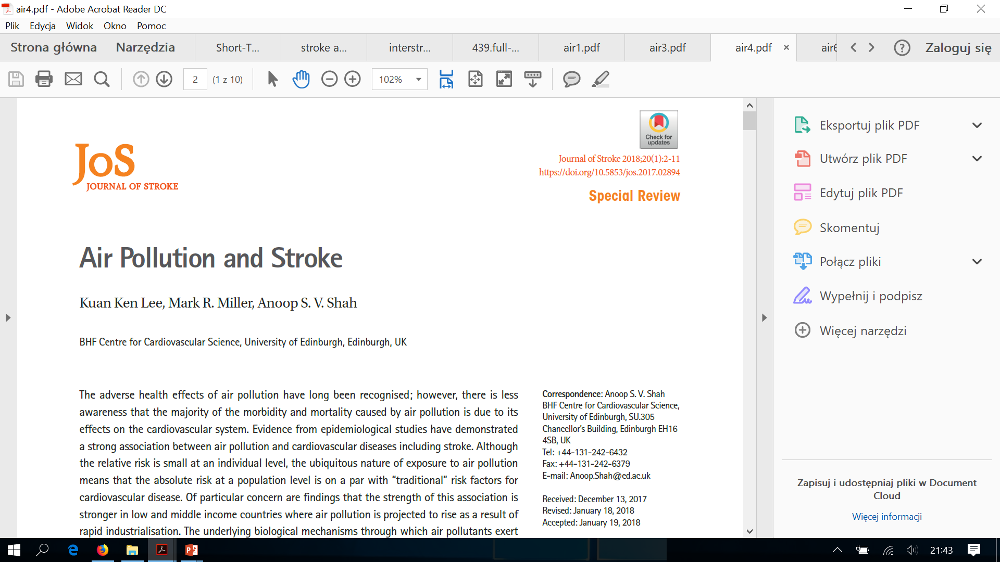 air4.pdf - Adobe Acrobat Reader DC
Plik Edycja Widok Okno Pomoc
Strona główna Narzędzia Short-T... stroke a... interstr... 439.full-... air1.pdf air3.pdf air4.pdf Zaloguj się
2 (1 z 10) 102%
Check for
updates
JoS
JOURNAL OF STROKE
Journal of Stroke 2018;20(1):2-11
https://doi.org/10.5853/jos.2017.02894
Special Review
Air Pollution and Stroke
Kuan Ken Lee, Mark R. Miller, Anoop S. V. Shah
BHF Centre for Cardiovascular Science, University of Edinburgh, Edinburgh, UK
The adverse health effects of air pollution have long been recognised; however, there is less
awareness that the majority of the morbidity and mortality caused by air pollution is due to its
effects on the cardiovascular system. Evidence from epidemiological studies have demonstrated
a strong association between air pollution and cardiovascular diseases including stroke. Although
the relative risk is small at an individual level, the ubiquitous nature of exposure to air pollution
means that the absolute risk at a population level is on a par with “traditional” risk factors for
cardiovascular disease. Of particular concern are findings that the strength of this association is
stronger in low and middle income countries where air pollution is projected to rise as a result of
rapid industrialisation. The underlying biological mechanisms through which air pollutants exert
Correspondence: Anoop S. V. Shah
BHF Centre for Cardiovascular Science,
University of Edinburgh, SU.305
Chancellor’s Building, Edinburgh EH16
4SB, UK
Tel: +44-131-242-6432
Fax: +44-131-242-6379
E-mail: Anoop.Shah@ed.ac.uk
Received: December 13, 2017
Revised: January 18, 2018
Accepted: January 19, 2018
Eksportuj plik PDF
Utwórz plik PDF
Edytuj plik PDF
Skomentuj
Połącz pliki
Wypełnij i podpisz
Więcej narzędzi
Zapisuj i udostępniaj pliki w Document
Cloud
Więcej informacji
21:43